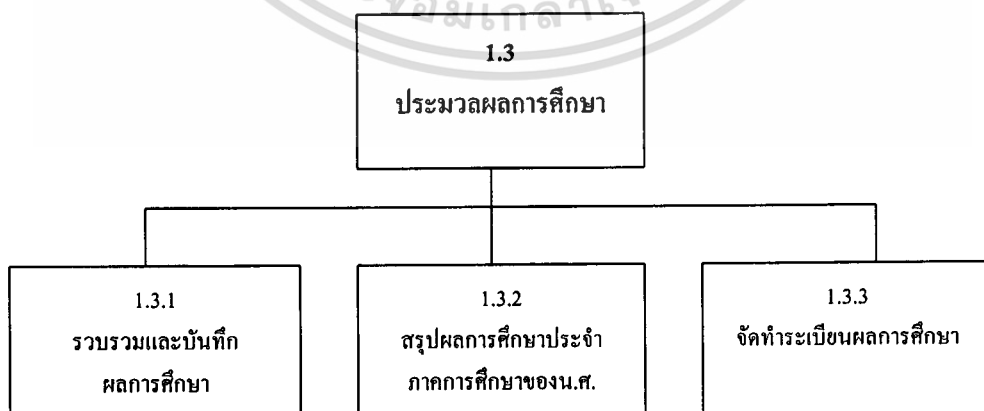 1.3
ประมวลผลการศึกษา
1.3.1
รวบรวมและบันทึก
ผลการศึกษา
1.3.2
สรุปผลการศึกษาประจำ
ภาคการศึกษาของน.ศ.
1.3.3
จัดทำระเบียนผลการศึกษา